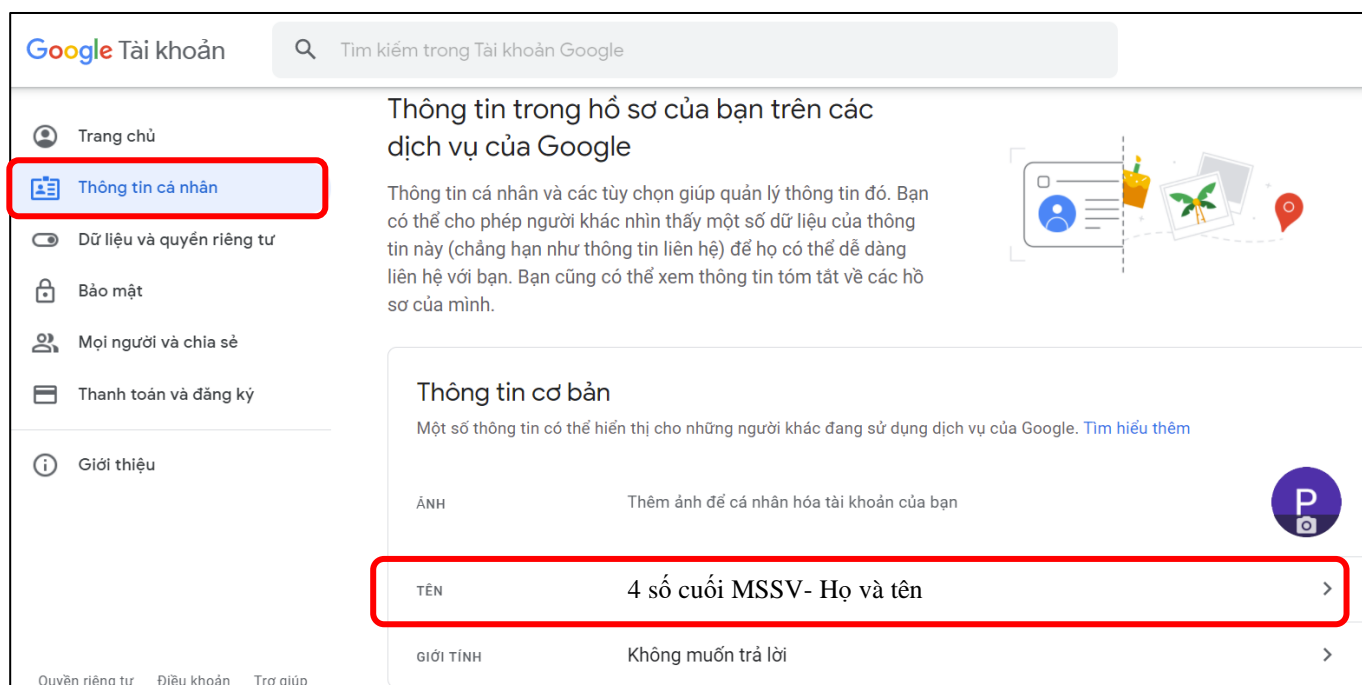 Google Tài khoản
Tìm kiếm trong Tài khoản Google
Trang chủ
Thông tin cá nhân
Dữ liệu và quyền riêng tư
Bảo mật
Mọi người và chia sẻ
Thanh toán và đăng ký
Giới thiệu
Quyền riêng tư Điều khoản Trợ giúp
Thông tin trong hồ sơ của bạn trên các
dịch vụ của Google
Thông tin cá nhân và các tùy chọn giúp quản lý thông tin đó. Bạn
có thể cho phép người khác nhìn thấy một số dữ liệu của thông
tin này (chẳng hạn như thông tin liên hệ) để họ có thể dễ dàng
liên hệ với bạn. Bạn cũng có thể xem thông tin tóm tắt về các hồ
sơ của mình.
Thông tin cơ bản
Một số thông tin có thể hiển thị cho những người khác đang sử dụng dịch vụ của Google. Tìm hiểu thêm
ẢNH Thêm ảnh để cá nhân hóa tài khoản của bạn P
TÊN 4 số cuối MSSV- Họ và tên
GIỚI TÍNH Không muốn trả lời